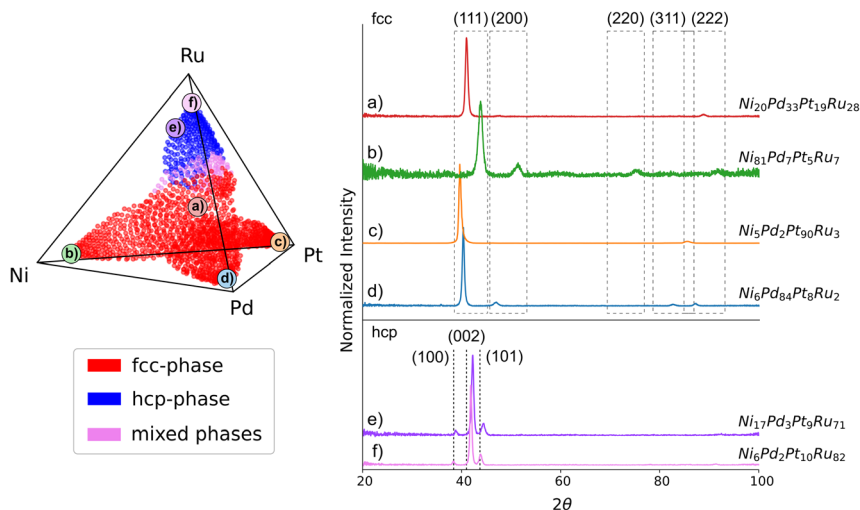 Ru
f)
e)
a)
b)
c)
d)
Ni
Pt
Pd
fcc-phase
hcp-phase
mixed phases
fcc
(111) (200)
(220) (311) (222)
a)
Ni20Pd33Pt19Ru28
b)
Ni81Pd7Pt5Ru7
c)
Ni5Pd2Pt90Ru3
d)
Ni6Pd84Pt8Ru2
Normalized Intensity
hcp
(002)
(100)
(101)
e)
Ni17Pd3Pt9Ru71
f)
Ni6Pd2Pt10Ru82
20 40 60 80 100
2θ